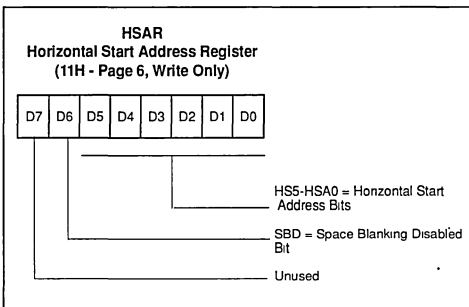 HSAR
Horizontal Start Address Register
(11H - Page 6, Write Only)
D7 D6 D5 D4 D3 D2 D1 D0
HS5-HSA0 = Horizontal Start
Address Bits
SBD = Space Blanking Disabled
Bit
Unused